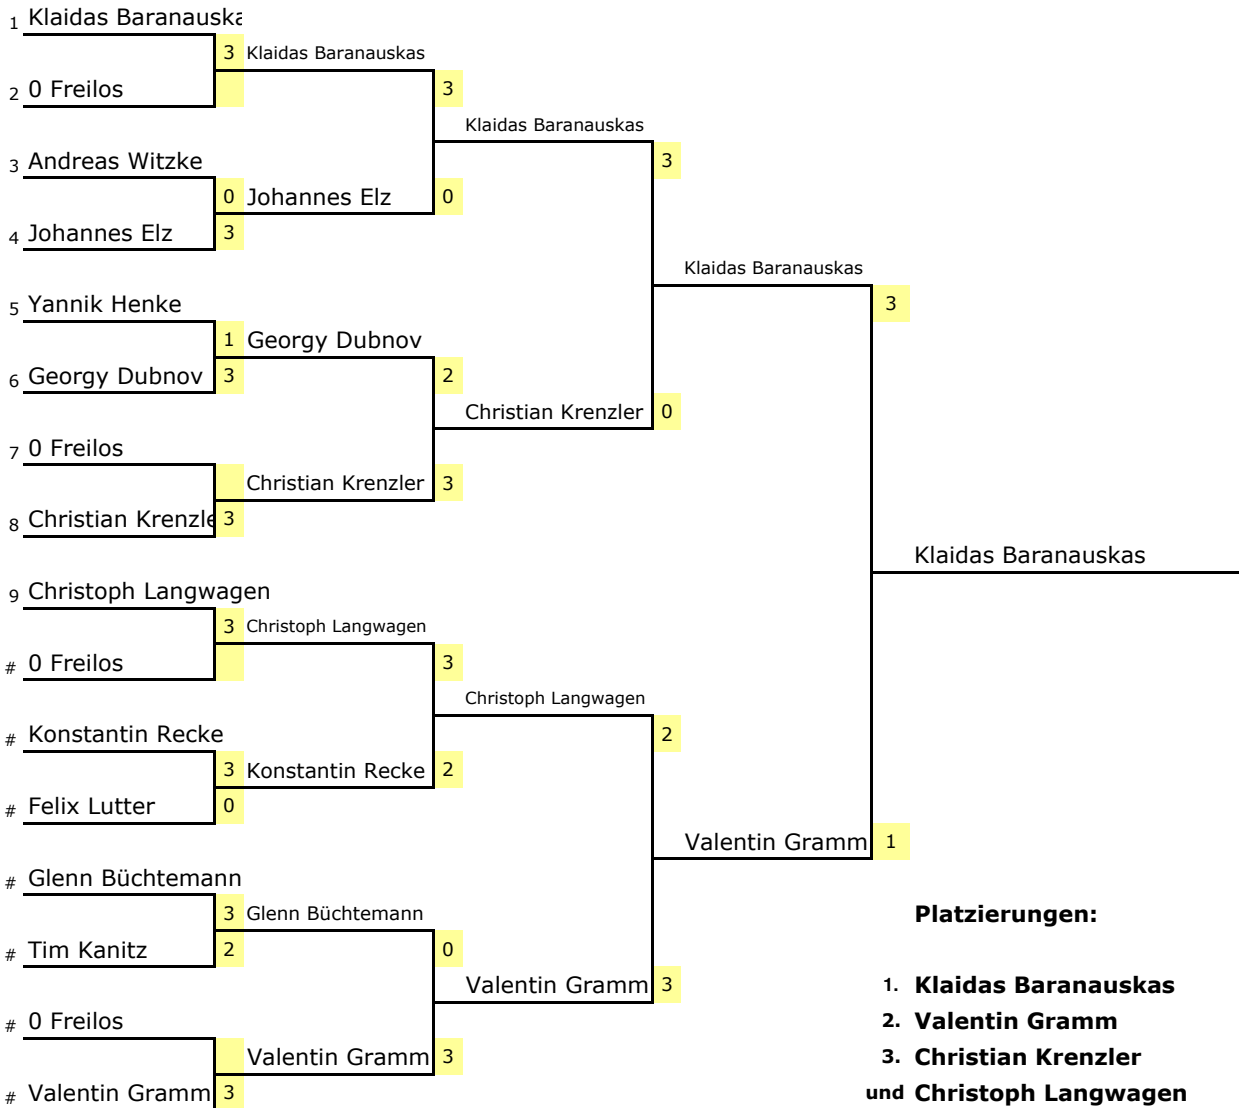 1 Klaidas Baranauska
3 Klaidas Baranauskas
2 0 Freilos
3
Klaidas Baranauskas
3 Andreas Witzke
3
0 Johannes Elz 0
4 Johannes Elz 3
Klaidas Baranauskas
5 Yannik Henke
3
1 Georgy Dubnov
6 Georgy Dubnov 3
2
Christian Krenzler 0
7 0 Freilos
Christian Krenzler 3
8 Christian Krenzle 3
Klaidas Baranauskas
9 Christoph Langwagen
3 Christoph Langwagen
# 0 Freilos
3
Christoph Langwagen
# Konstantin Recke
2
3 Konstantin Recke 2
# Felix Lutter 0
Valentin Gramm 1
# Glenn Büchtemann
3 Glenn Büchtemann
Platzierungen:
# Tim Kanitz 2
0
Valentin Gramm 3
1. Klaidas Baranauskas
# 0 Freilos
2. Valentin Gramm
Valentin Gramm 3
3. Christian Krenzler
# Valentin Gramm 3
und Christoph Langwagen